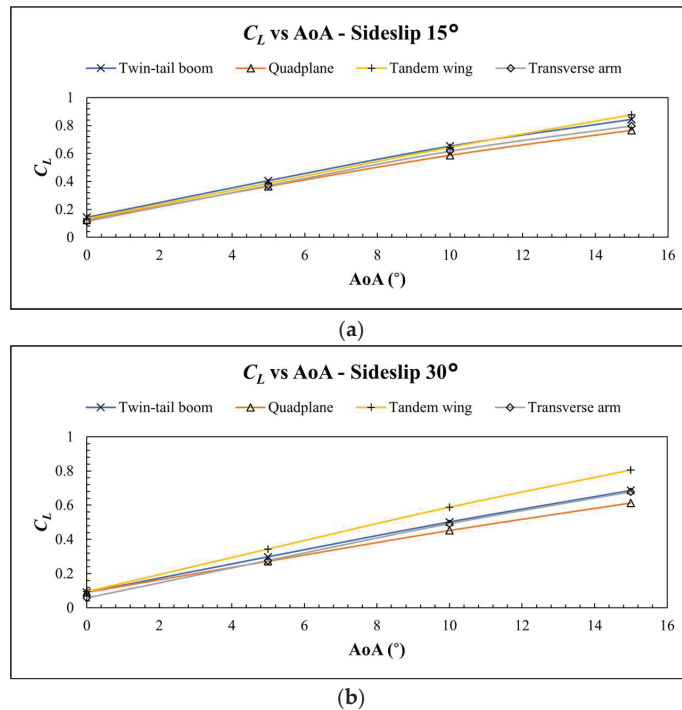 C_L vs AoA - Sideslip 15°
Twin-tail boom Quadplane Tandem wing Transverse arm
1
0.8
0.6
0.4
0.2
0
C_L
0 2 4 6 8 10 12 14 16
AoA (°)
(a)
C_L vs AoA - Sideslip 30°
Twin-tail boom Quadplane Tandem wing Transverse arm
1
0.8
0.6
0.4
0.2
0
C_L
0 2 4 6 8 10 12 14 16
AoA (°)
(b)